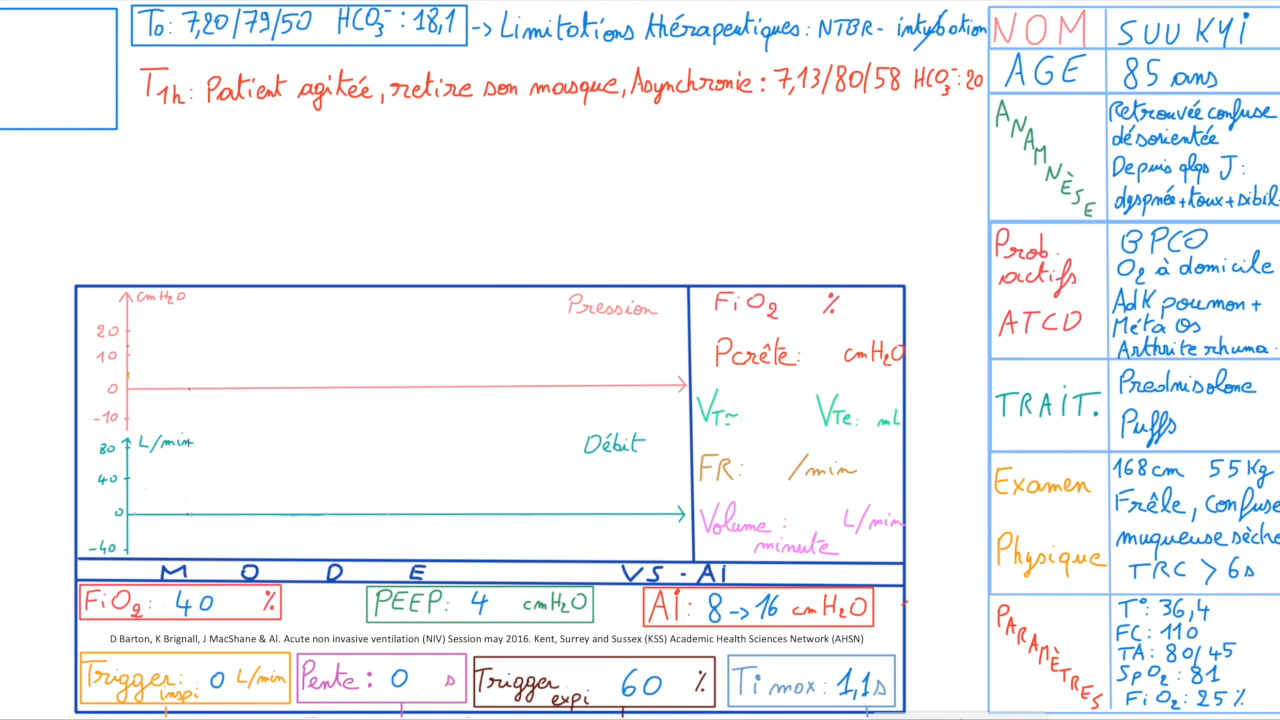 To: 7,20/79/50 HCO3-: 18,1 -> Limitations thérapeutiques: NTBR - intubation
T1h: Patient agitée, retire son masque, Asynchronie: 7,13/80/58 HCO3-: 20
cmH2O
Pression
20
10
0
-10
L/min
Débit
80
40
0
-40
FiO2 %
Pcrête: cmH2O
VT~ VTe: mL
FR: /min
Volume minute: L/min
MODE VS-Ai
FiO2: 40 %
PEEP: 4 cmH2O
Ai: 8 -> 16 cmH2O
D Barton, K Brignall, J MacShane & Al. Acute non invasive ventilation (NIV) Session may 2016. Kent, Surrey and Sussex (KSS) Academic Health Sciences Network (AHSN)
Trigger inspi: 0 L/min
Pente: 0 s
Trigger expi 60 %
Ti max: 1,1s
NOM SUU KYi
AGE 85 ans
ANAMNÈSE
Retrouvée confuse
désorientée
Depuis qlqs J:
dyspnée+toux+sibil
Prob. actifs
ATCD
BPCO
O2 à domicile
AdK poumon +
Méta Os
Arthrite rhuma.
TRAiT.
Prednisolone
Puffs
Examen
Physique
168cm 55Kg
Frêle, confuse
muqueuse sèche
TRC > 6s
PARAMÈTRES
T°: 36,4
FC: 110
TA: 80/45
SpO2: 81
FiO2: 25%